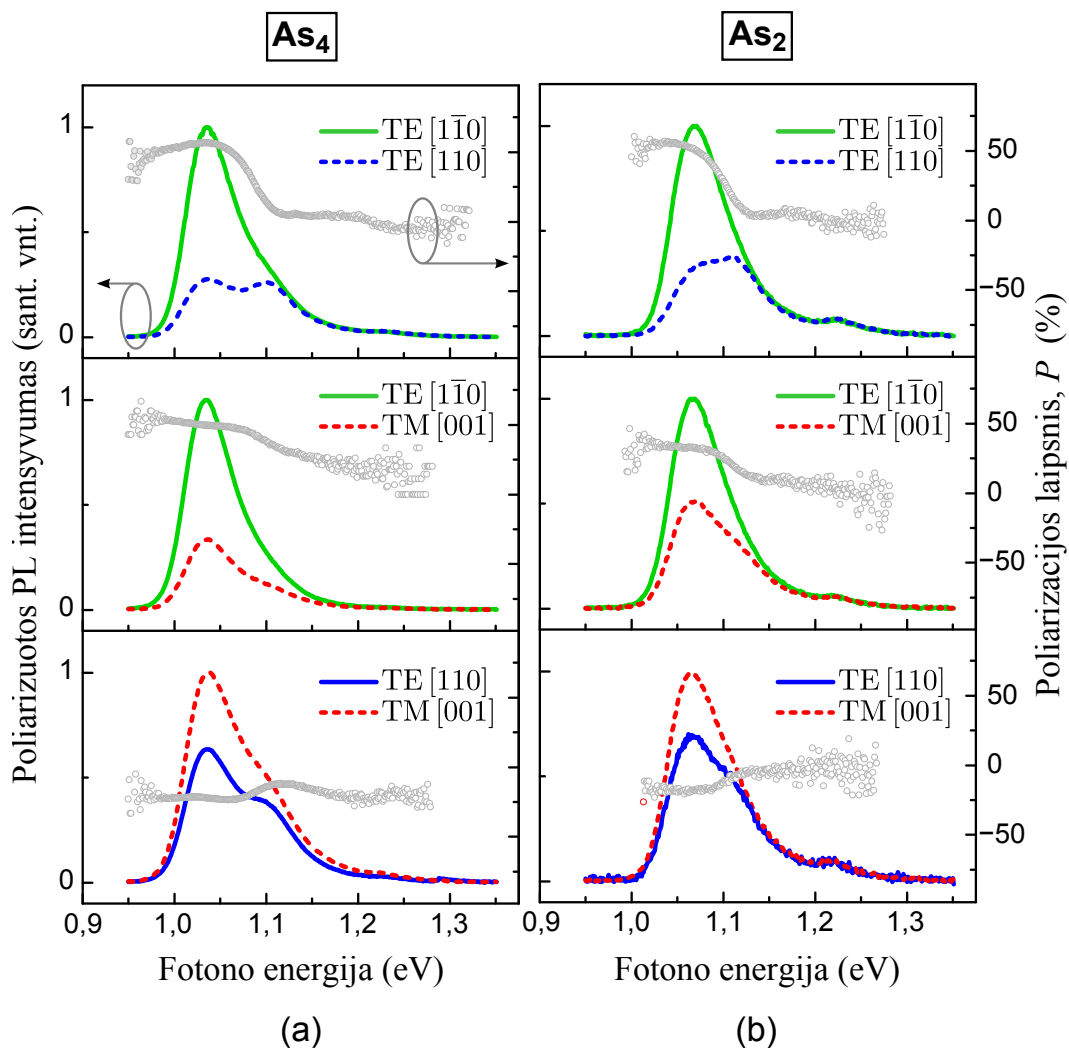 As₄
As₂
Poliarizuotos PL intensyvumas (sant. vnt.)
1
0
TE [11̅0]
TE [110]
TE [11̅0]
TE [110]
50
0
−50
1
0
TE [11̅0]
TM [001]
TE [11̅0]
TM [001]
50
0
−50
1
0
TE [110]
TM [001]
TE [110]
TM [001]
50
0
−50
Poliarizacijos laipsnis, P (%)
0,9 1,0 1,1 1,2 1,3
0,9 1,0 1,1 1,2 1,3
Fotono energija (eV)
Fotono energija (eV)
(a)
(b)